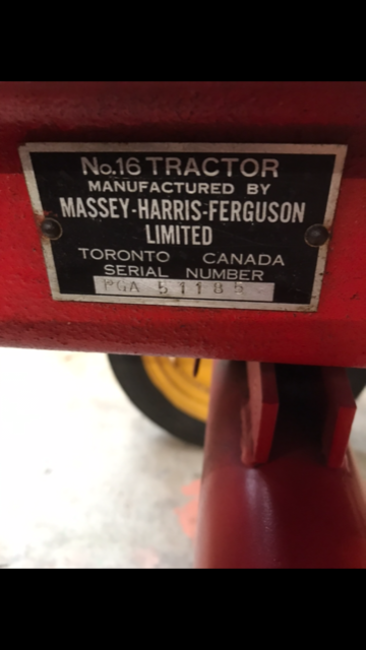 No.16 TRACTOR
MANUFACTURED BY
MASSEY-HARRIS-FERGUSON
LIMITED
TORONTO CANADA
SERIAL NUMBER
PGA 51185